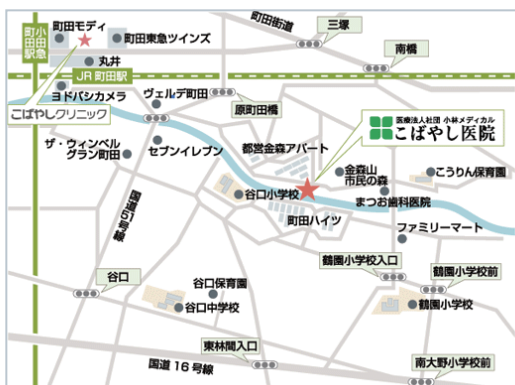 町田街道
三塚
町田モディ
町田東急ツインズ
小田急
町田駅
丸井
南橋
JR 町田駅
ヨドバシカメラ
ヴェルデ町田
原町田橋
こばやしクリニック
医療法人社団 小林メディカル
こばやし医院
ザ・ウィンベル
グラン町田
セブンイレブン
都営金森アパート
金森山
市民の森
こうりん保育園
谷口小学校
まつお歯科医院
町田ハイツ
ファミリーマート
国道51号線
鶴園小学校入口
鶴園小学校前
谷口
谷口保育園
谷口中学校
鶴園小学校
東林間入口
国道 16 号線
南大野小学校前